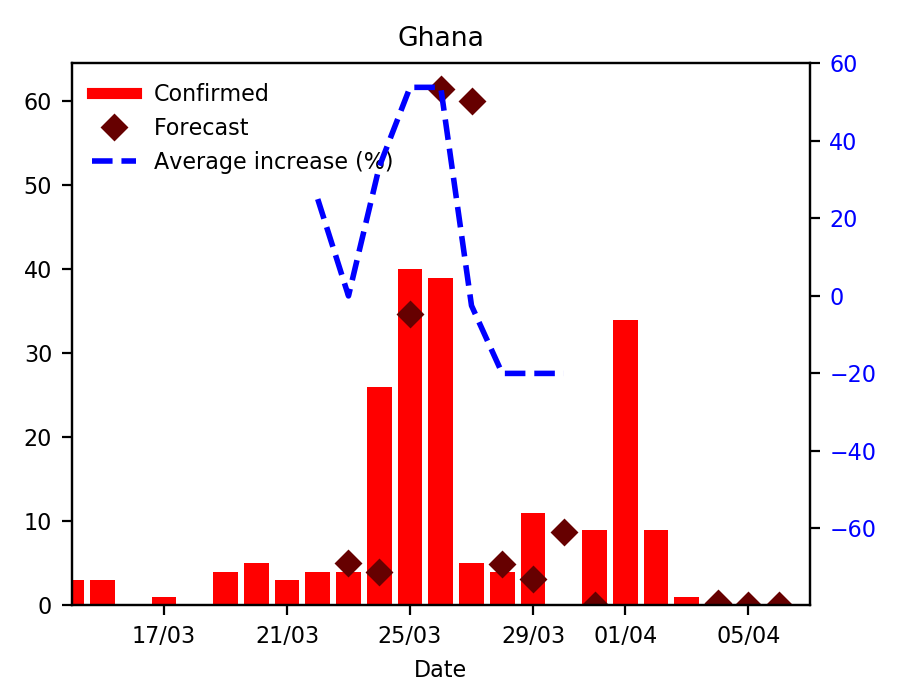 Ghana
Confirmed
Forecast
Average increase (%)
60
50
40
30
20
10
0
60
40
20
0
−20
−40
−60
17/03 21/03 25/03 29/03 01/04 05/04
Date